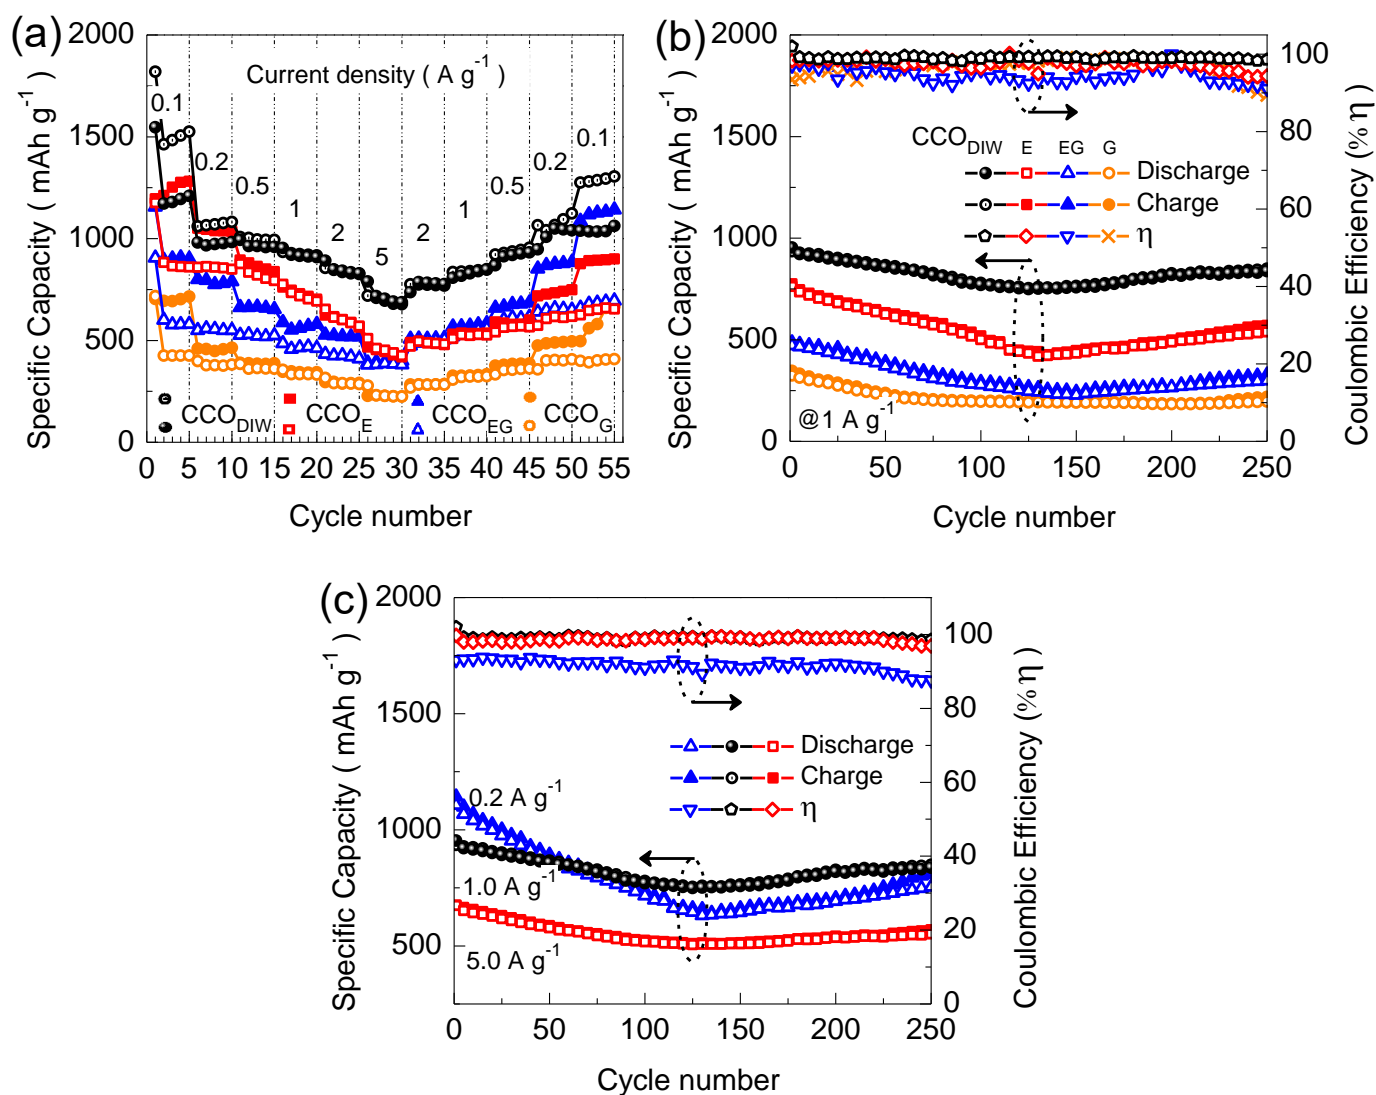 (a)
Specific Capacity ( mAh g⁻¹)
2000
1500
1000
500
0
Current density ( A g⁻¹)
0.1
0.2
0.5
1
2
5
2
1
0.5
0.2
0.1
CCO_DIW
CCO_E
CCO_EG
CCO_G
0 5 10 15 20 25 30 35 40 45 50 55
Cycle number
(b)
Specific Capacity ( mAh g⁻¹)
2000
1500
1000
500
0
CCO_DIW E EG G
Discharge
Charge
η
@1 A g⁻¹
100
80
60
40
20
0
Coulombic Efficiency (% η )
0 50 100 150 200 250
Cycle number
(c)
Specific Capacity ( mAh g⁻¹)
2000
1500
1000
500
Discharge
Charge
η
0.2 A g⁻¹
1.0 A g⁻¹
5.0 A g⁻¹
100
80
60
40
20
0
Coulombic Efficiency (% η )
0 50 100 150 200 250
Cycle number